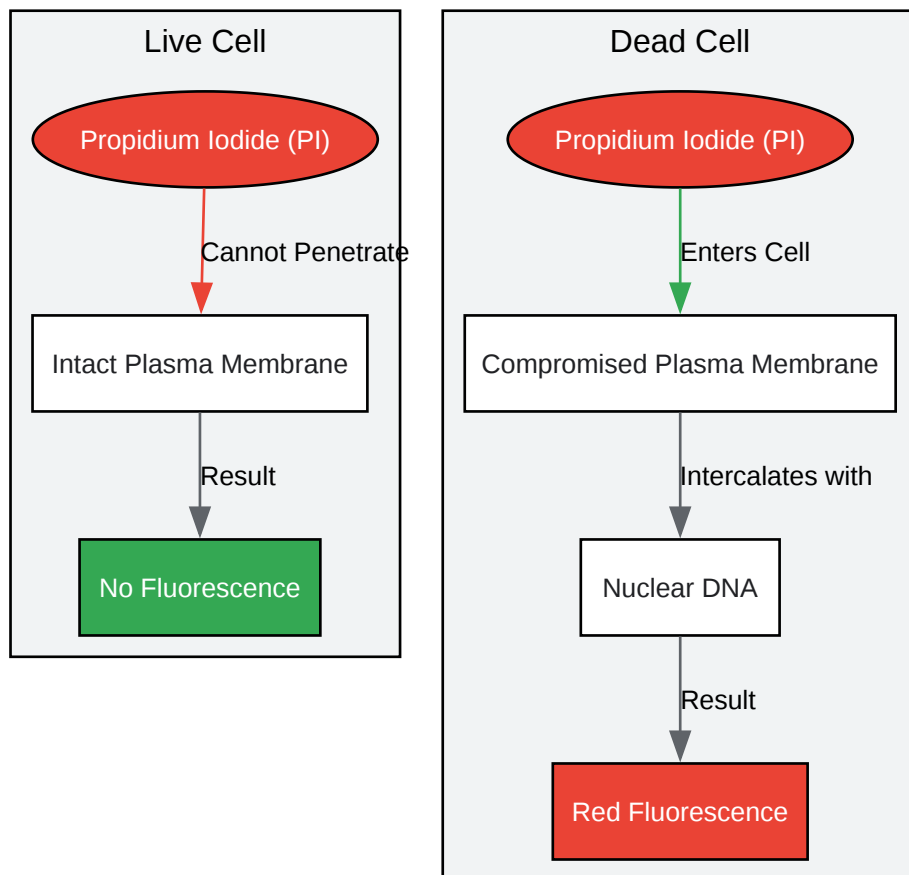 Live Cell
Propidium Iodide (PI)
Cannot Penetrate
Intact Plasma Membrane
Result
No Fluorescence
Dead Cell
Propidium Iodide (PI)
Enters Cell
Compromised Plasma Membrane
Intercalates with
Nuclear DNA
Result
Red Fluorescence